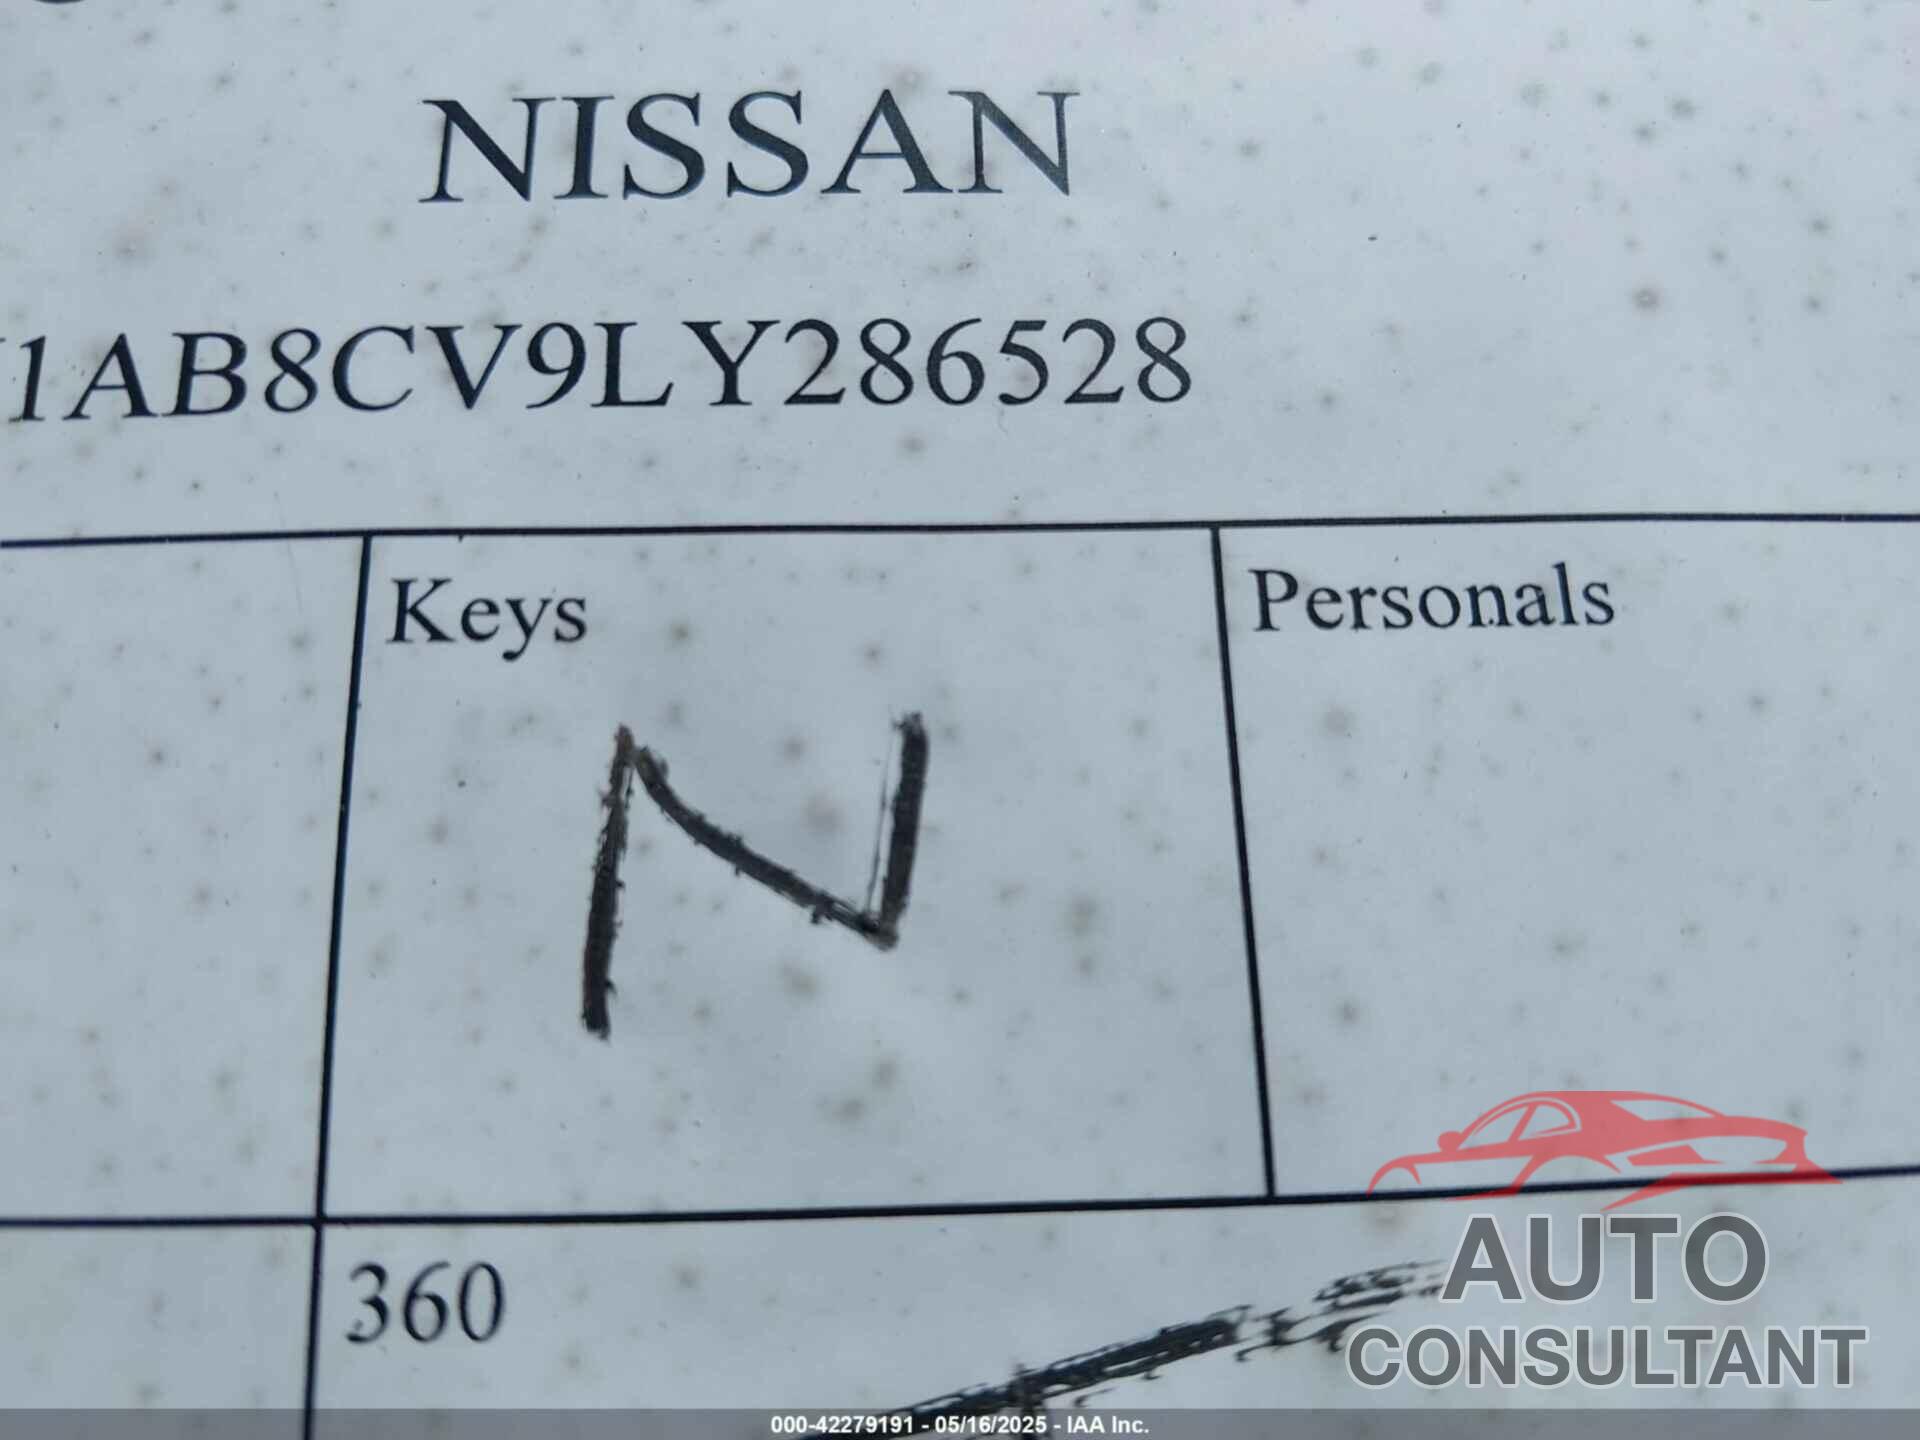 NISSAN
1AB8CV9LY286528
Keys
Personals
N
360
AUTO
CONSULTANT
000-42279191 - 05/16/2025 - IAA Inc.